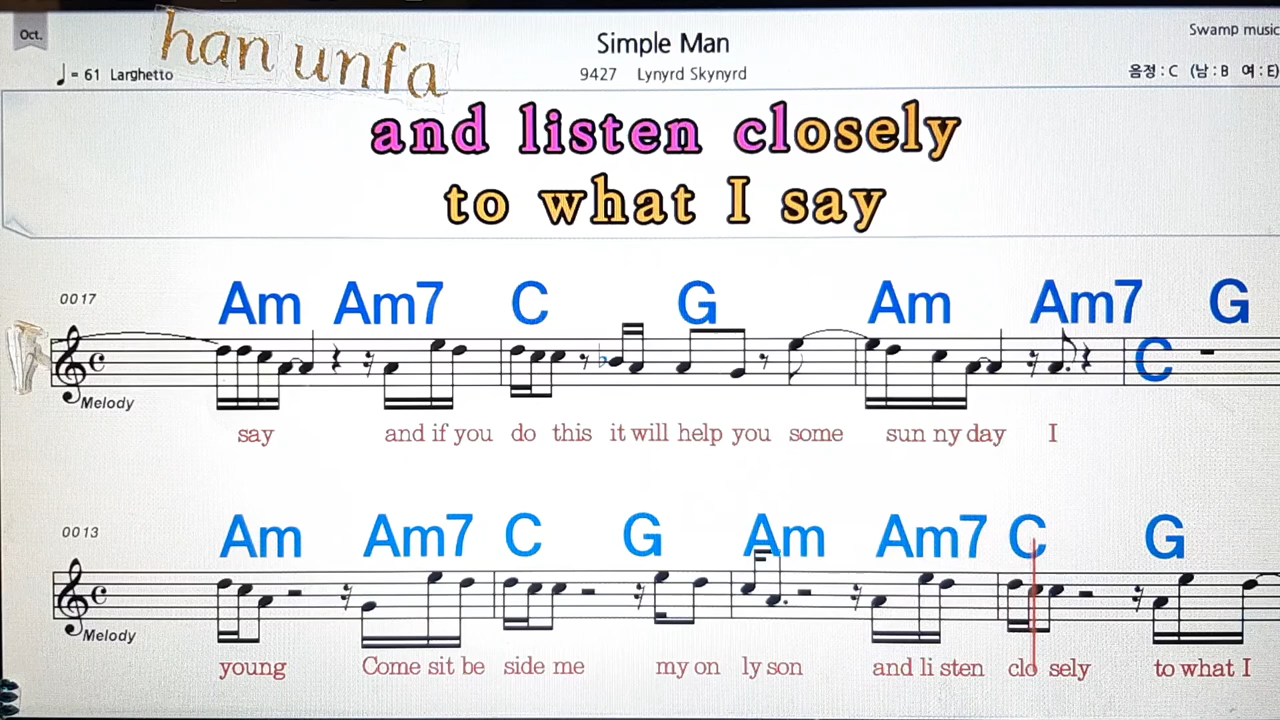 Oct.
han unfa
Simple Man
Swamp music
= 61 Larghetto
9427 Lynyrd Skynyrd
음정 : C (남 : B 여 : E)
and listen closely
to what I say
0017
Am Am7 C G Am Am7 G
C
Melody
say and if you do this it will help you some sun ny day I
0013
Am Am7 C G Am Am7 C G
Melody
young Come sit be side me my on ly son and li sten clo sely to what I